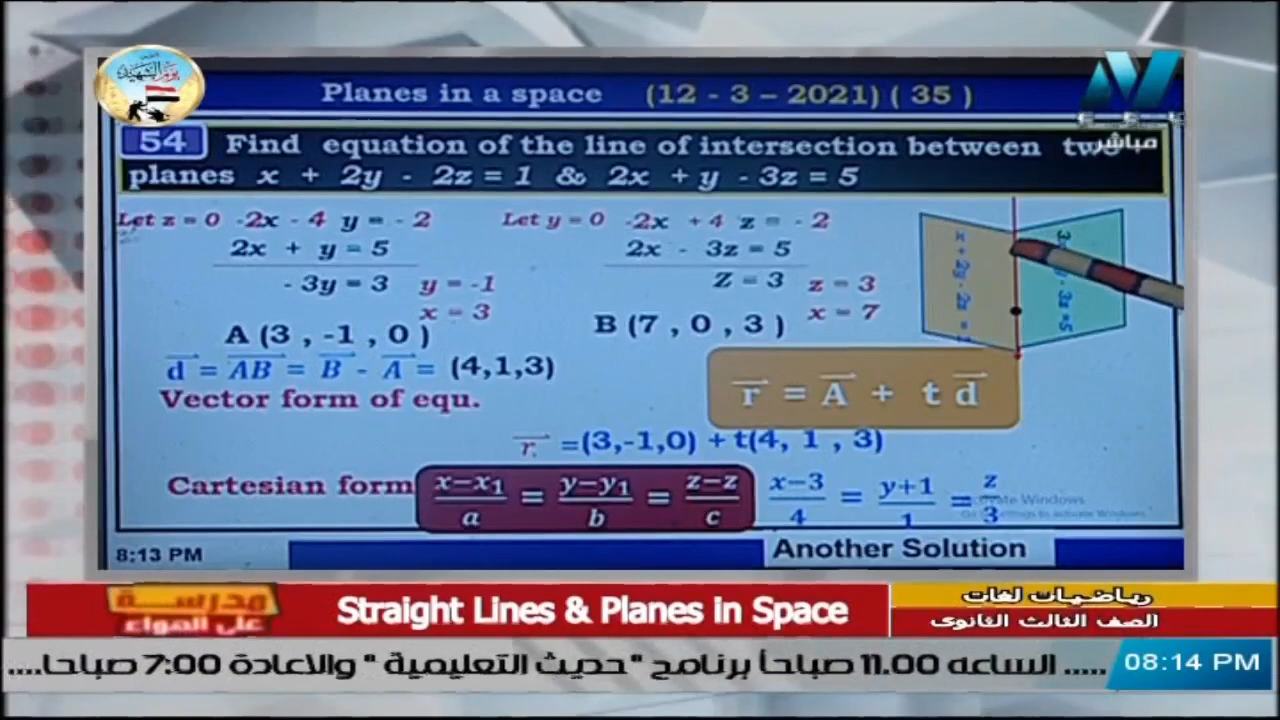 يوم الشهيد
Planes in a space (12 - 3 – 2021) ( 35 )
مباشر
54 Find equation of the line of intersection between two
planes x + 2y - 2z = 1 & 2x + y - 3z = 5
Let z = 0 -2x - 4 y = - 2
2x + y = 5
- 3y = 3 y = -1
x = 3
A (3 , -1 , 0 )
Let y = 0 -2x + 4 z = - 2
2x - 3z = 5
Z = 3 z = 3
x = 7
B (7 , 0 , 3 )
d = AB = B - A = (4,1,3)
r = A + t d
Vector form of equ.
r =(3,-1,0) + t(4, 1 , 3)
Cartesian form x−x1/a = y−y1/b = z−z/c x−3/4 = y+1/1 = z/3
8:13 PM
Another Solution
مدرسة
على الهواء
Straight Lines & Planes in Space
رياضيات لغات
الصف الثالث الثانوى
..... الساعه 11.00 صباحاً برنامج "حديث التعليمية " والاعادة 7:00 صباحا....
08:14 PM